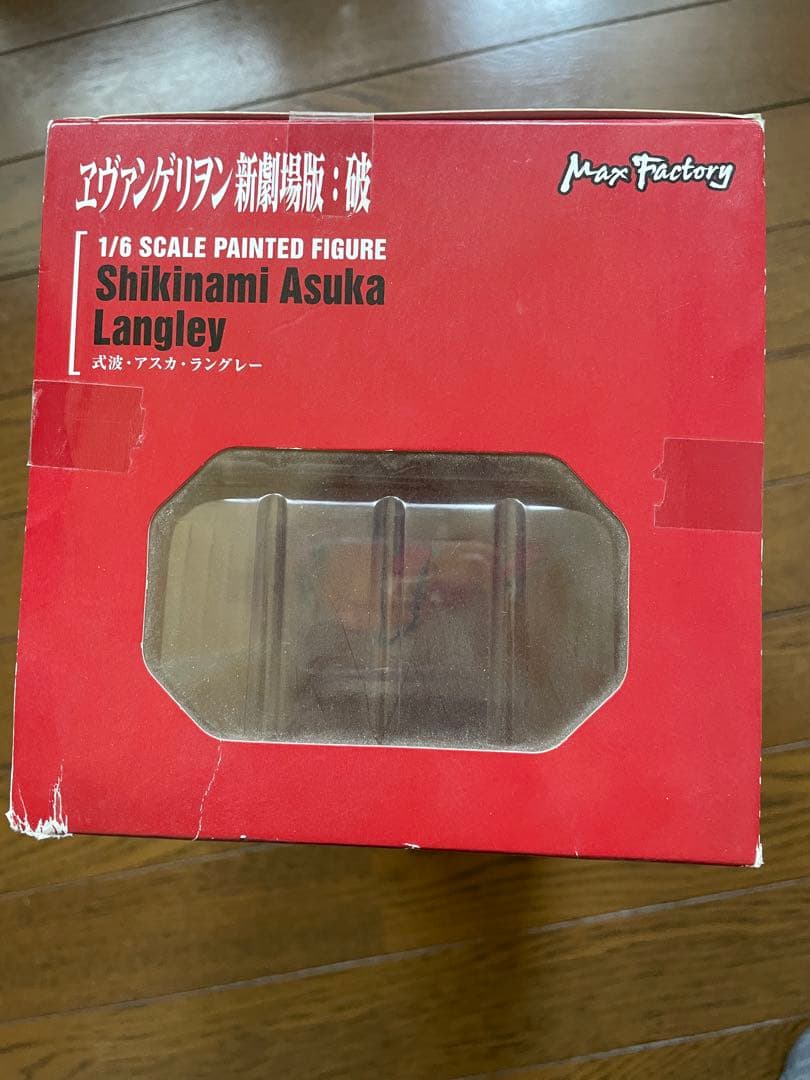 ヱヴァンゲリヲン新劇場版：破
Max Factory
1/6 SCALE PAINTED FIGURE
Shikinami Asuka
Langley
式波・アスカ・ラングレー